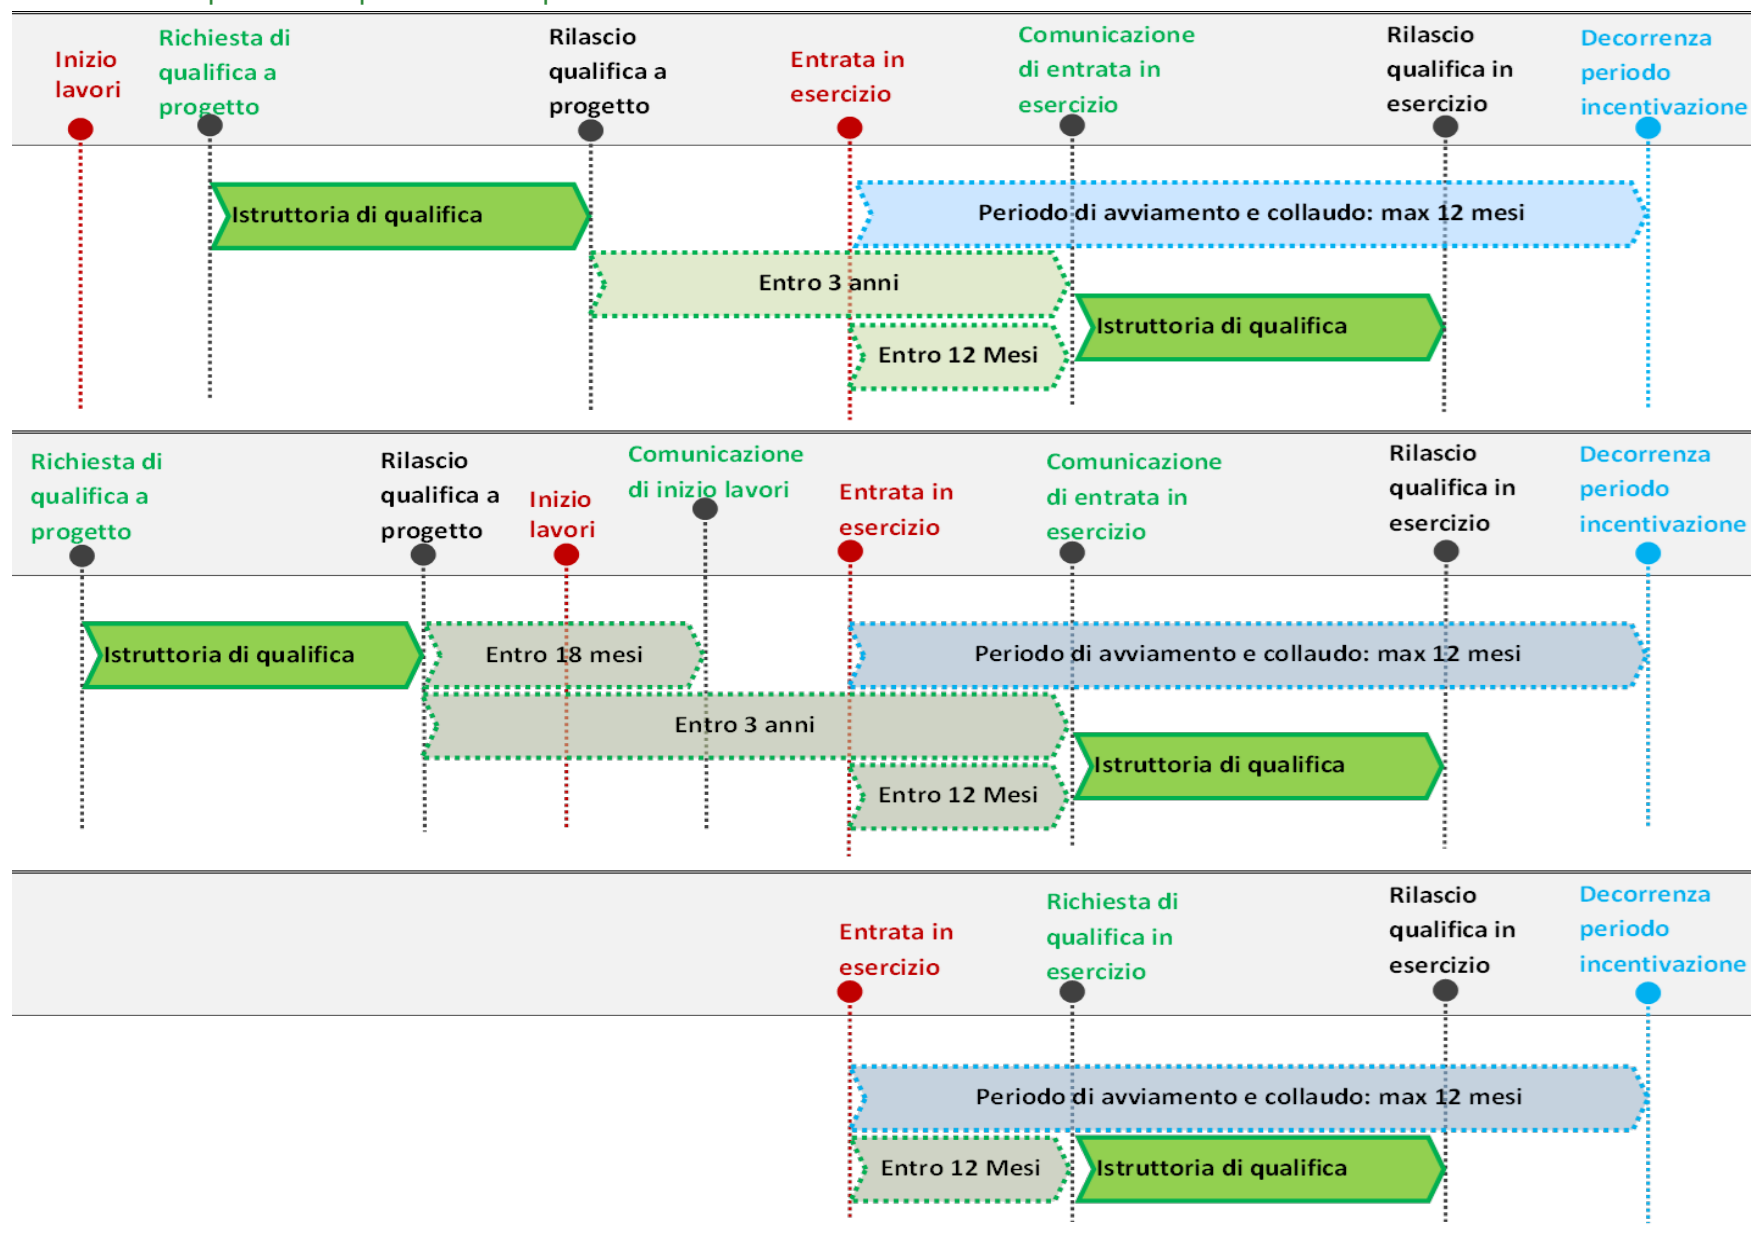 Inizio
lavori
Richiesta di
qualifica a
progetto
Rilascio
qualifica a
progetto
Entrata in
esercizio
Comunicazione
di entrata in
esercizio
Rilascio
qualifica in
esercizio
Decorrenza
periodo
incentivazione
Istruttoria di qualifica
Periodo di avviamento e collaudo: max 12 mesi
Entro 3 anni
Istruttoria di qualifica
Entro 12 Mesi
Richiesta di
qualifica a
progetto
Rilascio
qualifica a
progetto
Inizio
lavori
Comunicazione
di inizio lavori
Entrata in
esercizio
Comunicazione
di entrata in
esercizio
Rilascio
qualifica in
esercizio
Decorrenza
periodo
incentivazione
Istruttoria di qualifica
Entro 18 mesi
Periodo di avviamento e collaudo: max 12 mesi
Entro 3 anni
Istruttoria di qualifica
Entro 12 Mesi
Entrata in
esercizio
Richiesta di
qualifica in
esercizio
Rilascio
qualifica in
esercizio
Decorrenza
periodo
incentivazione
Periodo di avviamento e collaudo: max 12 mesi
Entro 12 Mesi
Istruttoria di qualifica